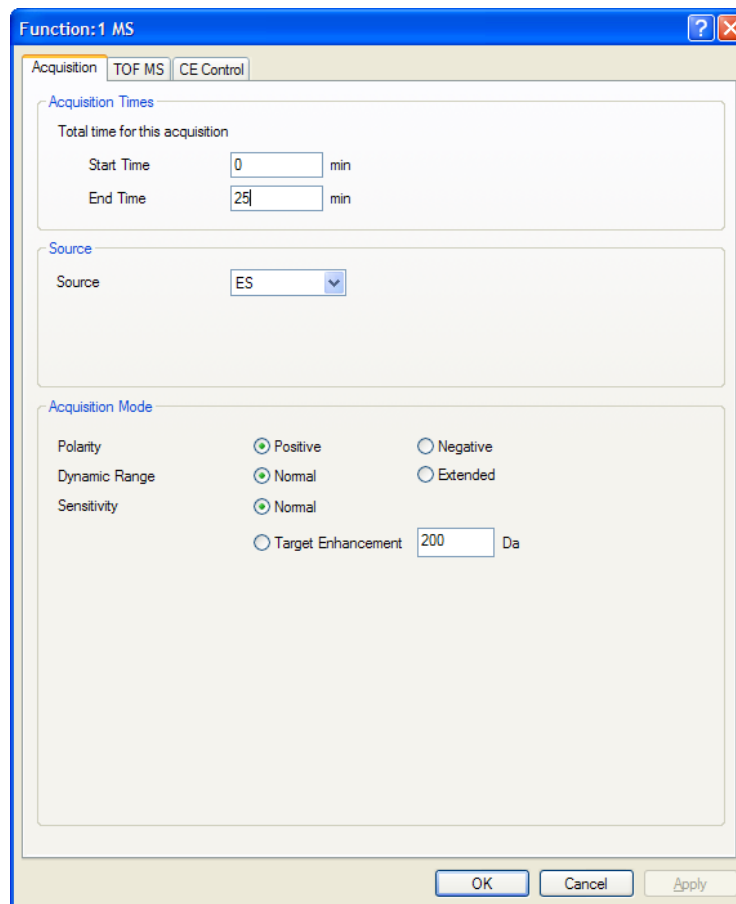 Function:1 MS
?
Acquisition TOF MS CE Control
Acquisition Times
Total time for this acquisition
Start Time 0 min
End Time 25 min
Source
Source ES
Acquisition Mode
Polarity Positive Negative
Dynamic Range Normal Extended
Sensitivity Normal
Target Enhancement 200 Da
OK Cancel Apply